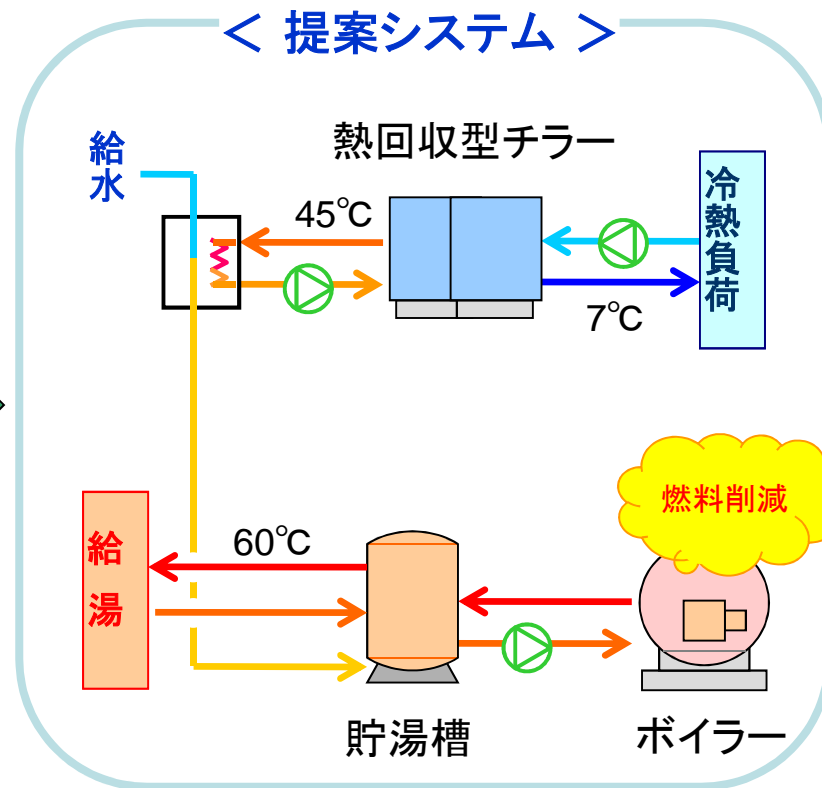 ＜ 提案システム ＞
熱回収型チラー
給水
45℃
冷熱負荷
7℃
燃料削減
60℃
給湯
貯湯槽
ボイラー